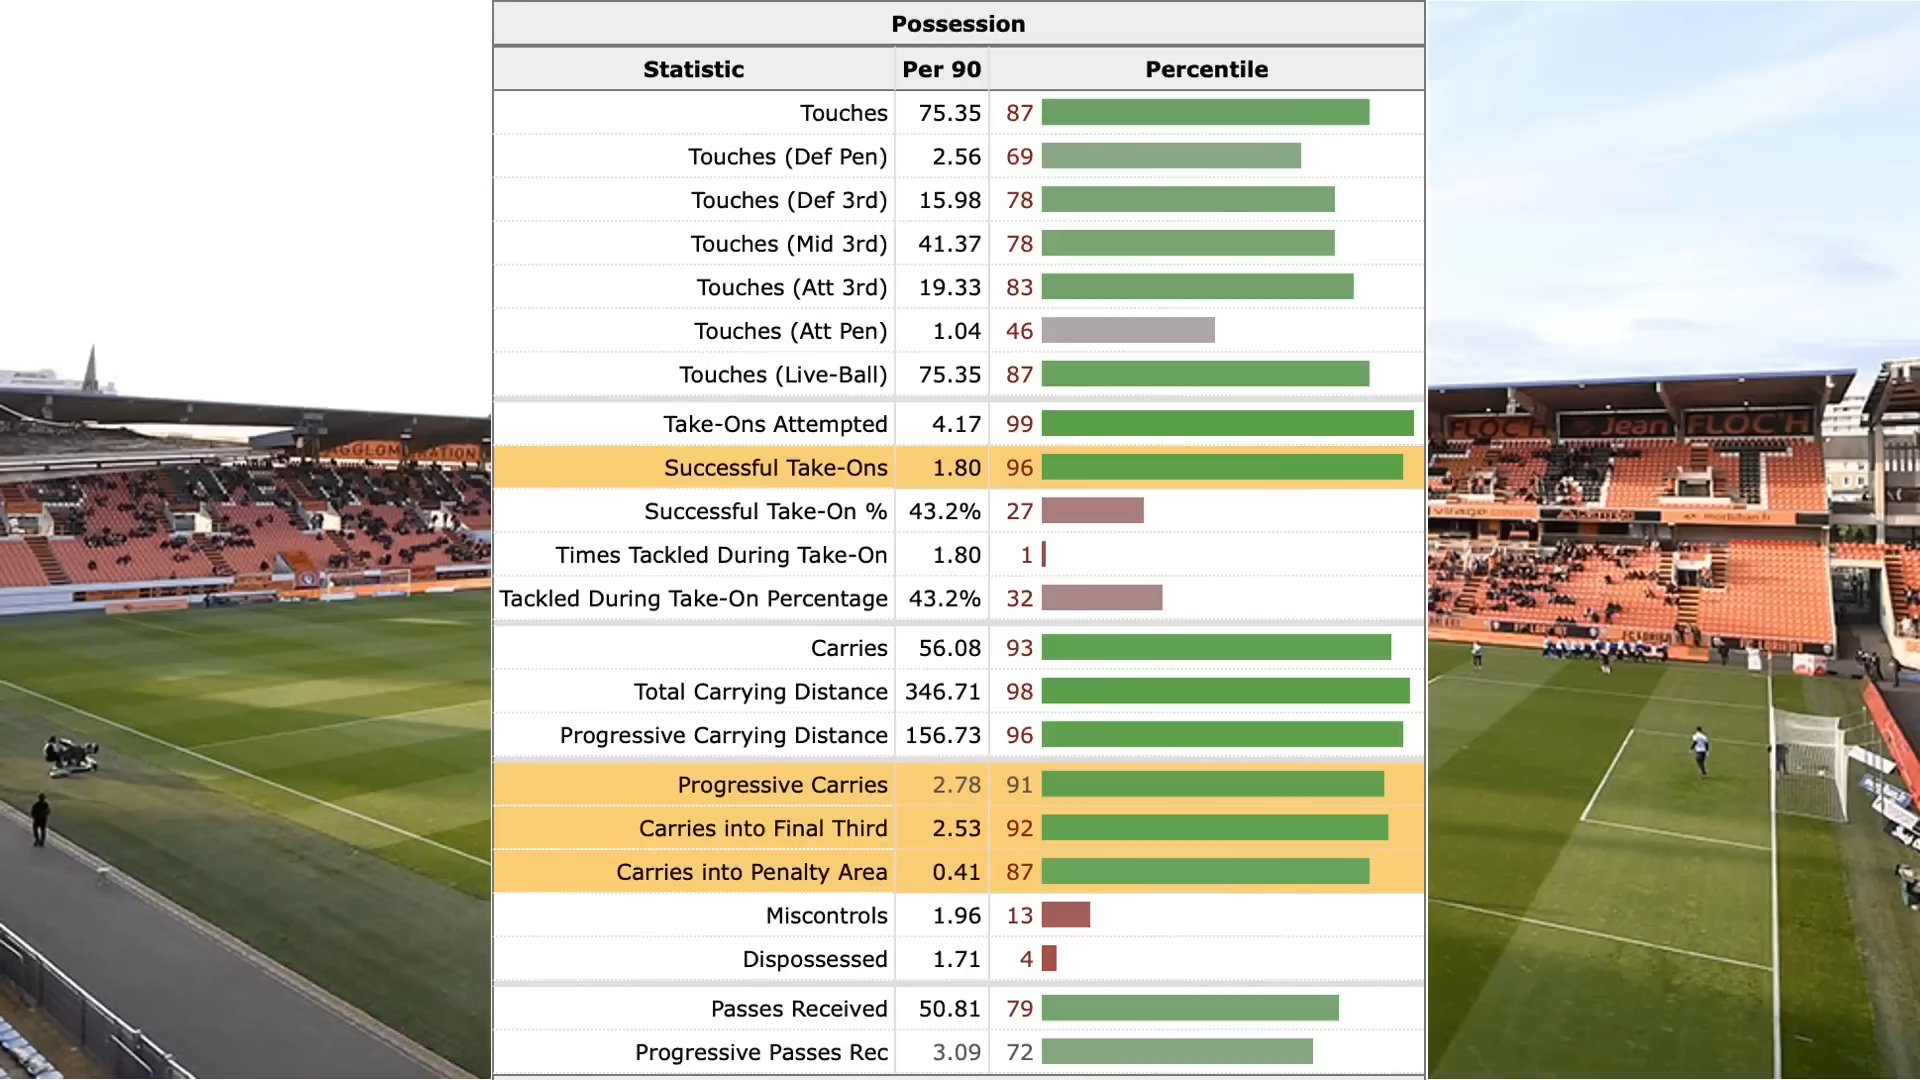 Possession
Statistic Per 90 Percentile
Touches 75.35 87
Touches (Def Pen) 2.56 69
Touches (Def 3rd) 15.98 78
Touches (Mid 3rd) 41.37 78
Touches (Att 3rd) 19.33 83
Touches (Att Pen) 1.04 46
Touches (Live-Ball) 75.35 87
Take-Ons Attempted 4.17 99
Successful Take-Ons 1.80 96
Successful Take-On % 43.2% 27
Times Tackled During Take-On 1.80 1
Tackled During Take-On Percentage 43.2% 32
Carries 56.08 93
Total Carrying Distance 346.71 98
Progressive Carrying Distance 156.73 96
Progressive Carries 2.78 91
Carries into Final Third 2.53 92
Carries into Penalty Area 0.41 87
Miscontrols 1.96 13
Dispossessed 1.71 4
Passes Received 50.81 79
Progressive Passes Rec 3.09 72
FLOC'H Jean FLOC'H